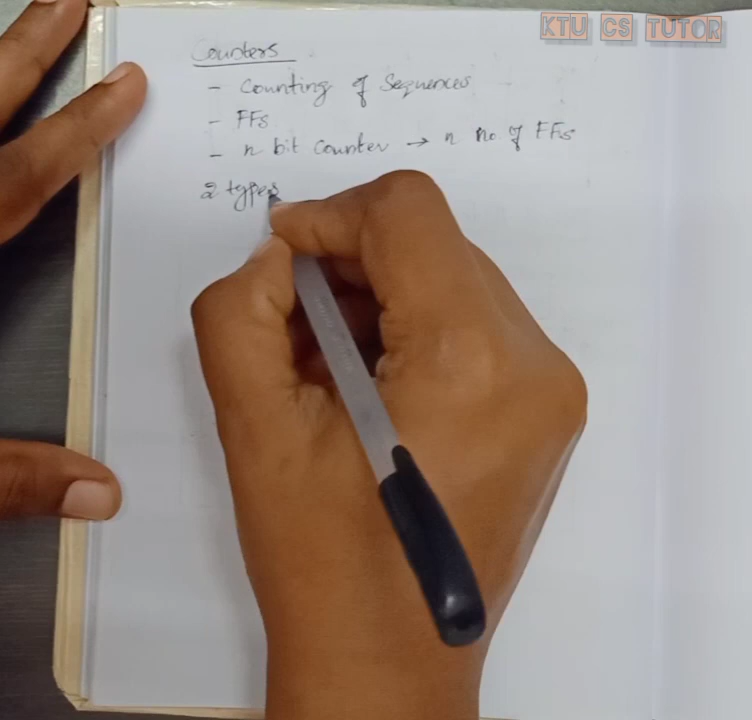 KTU CS TUTOR
Counters
- Counting of Sequences
- FFs
- n bit counter → n no. of FFs
2 types